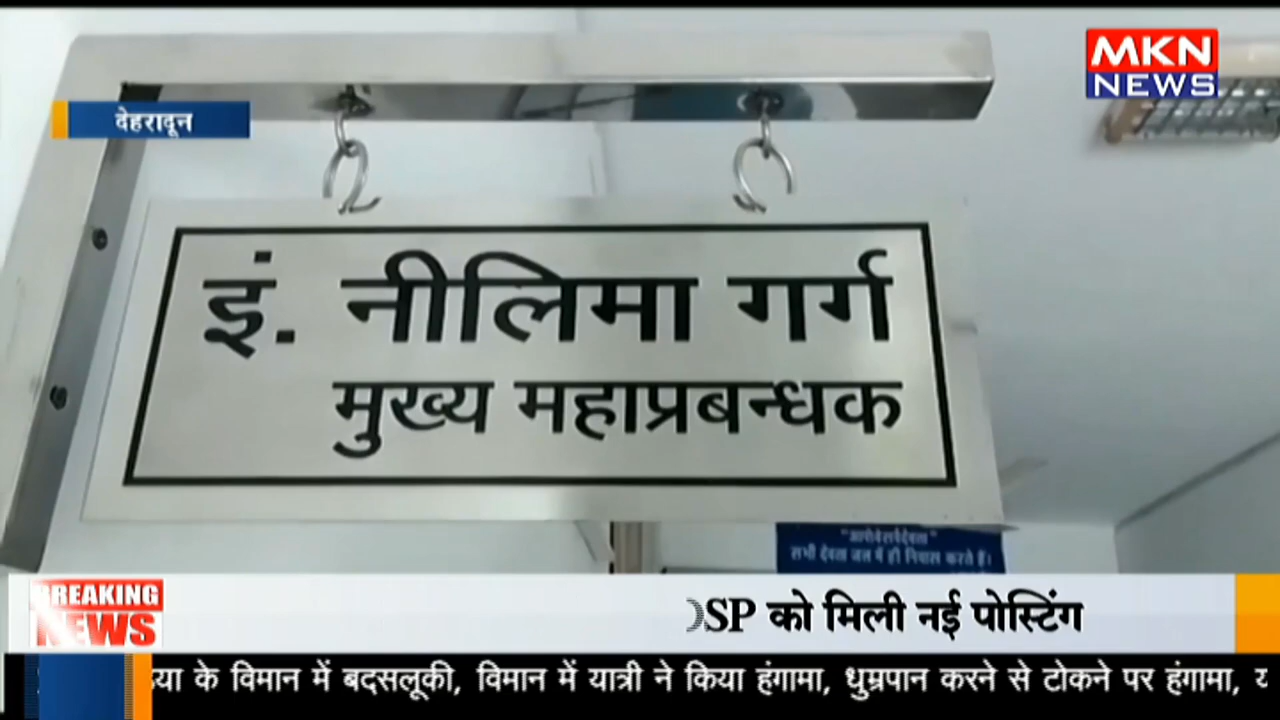 MKN
NEWS
देहरादून
इं. नीलिमा गर्ग
मुख्य महाप्रबन्धक
सभी देवता जल में ही निवास करते हैं।
BREAKING
NEWS
SP को मिली नई पोस्टिंग
के विमान में बदसलूकी, विमान में यात्री ने किया हंगामा, धुम्रपान करने से टोकने पर हंगामा,